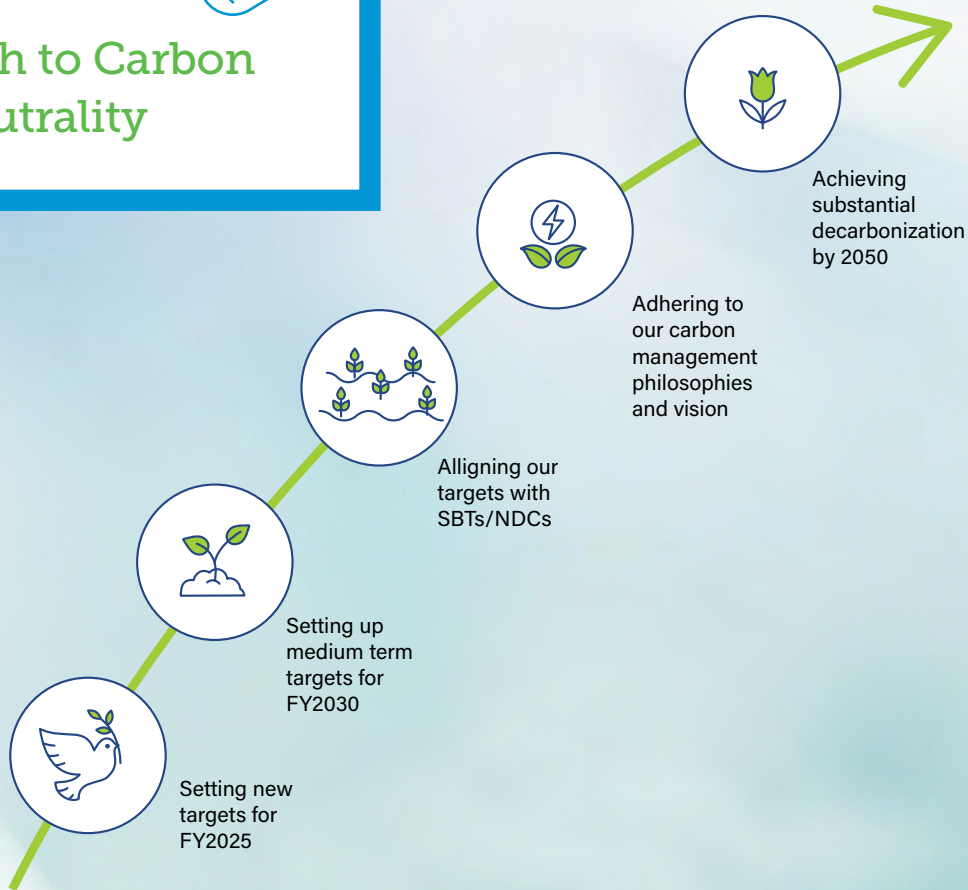 h to Carbon
utrality
Achieving
substantial
decarbonization
by 2050
Adhering to
our carbon
management
philosophies
and vision
Alligning our
targets with
SBTs/NDCs
Setting up
medium term
targets for
FY2030
Setting new
targets for
FY2025